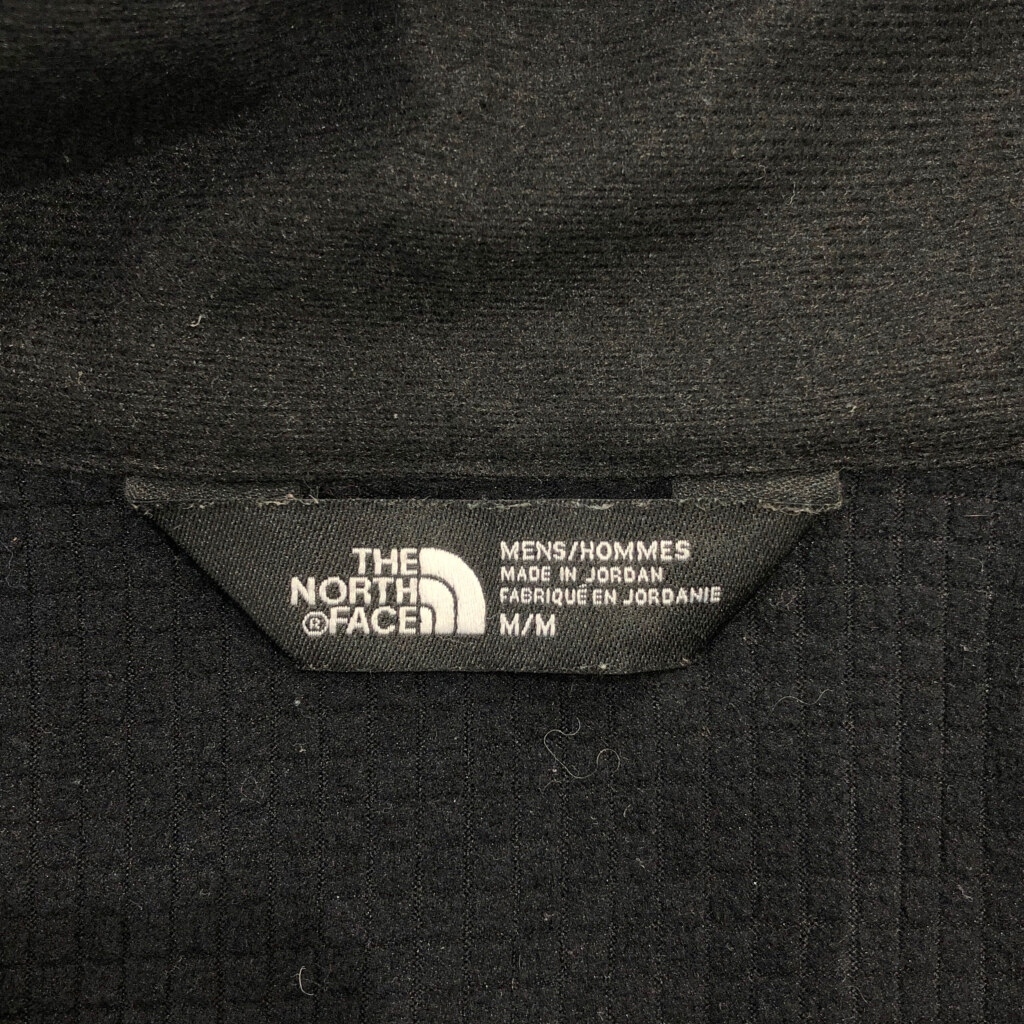 THE
NORTH
®FACE
MENS/HOMMES
MADE IN JORDAN
FABRIQUÉ EN JORDANIE
M/M